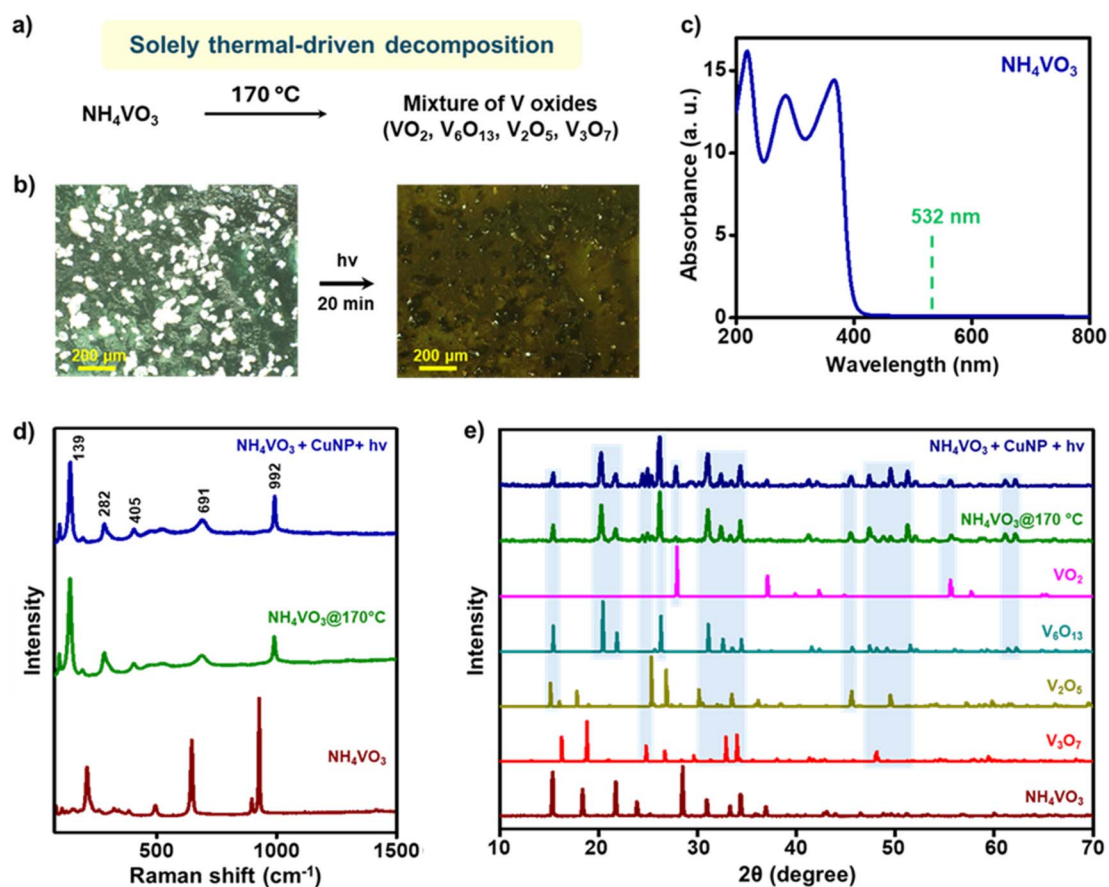 a)
Solely thermal-driven decomposition
NH₄VO₃
170 °C
Mixture of V oxides
(VO₂, V₆O₁₃, V₂O₅, V₃O₇)
b)
200 µm
hv
20 min
200 µm
c)
NH₄VO₃
532 nm
15
10
5
0
200
400
600
800
Absorbance (a. u.)
Wavelength (nm)
d)
139
282
405
691
992
NH₄VO₃ + CuNP+ hv
NH₄VO₃@170°C
NH₄VO₃
500
1000
1500
Intensity
Raman shift (cm⁻¹)
e)
NH₄VO₃ + CuNP + hv
NH₄VO₃@170 °C
VO₂
V₆O₁₃
V₂O₅
V₃O₇
NH₄VO₃
10
20
30
40
50
60
70
Intensity
2θ (degree)